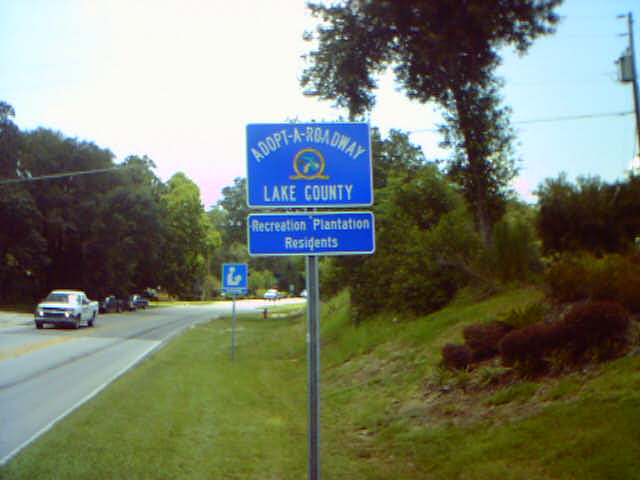 ADOPT-A-ROADWAY
LAKE COUNTY
Recreation Plantation
Residents